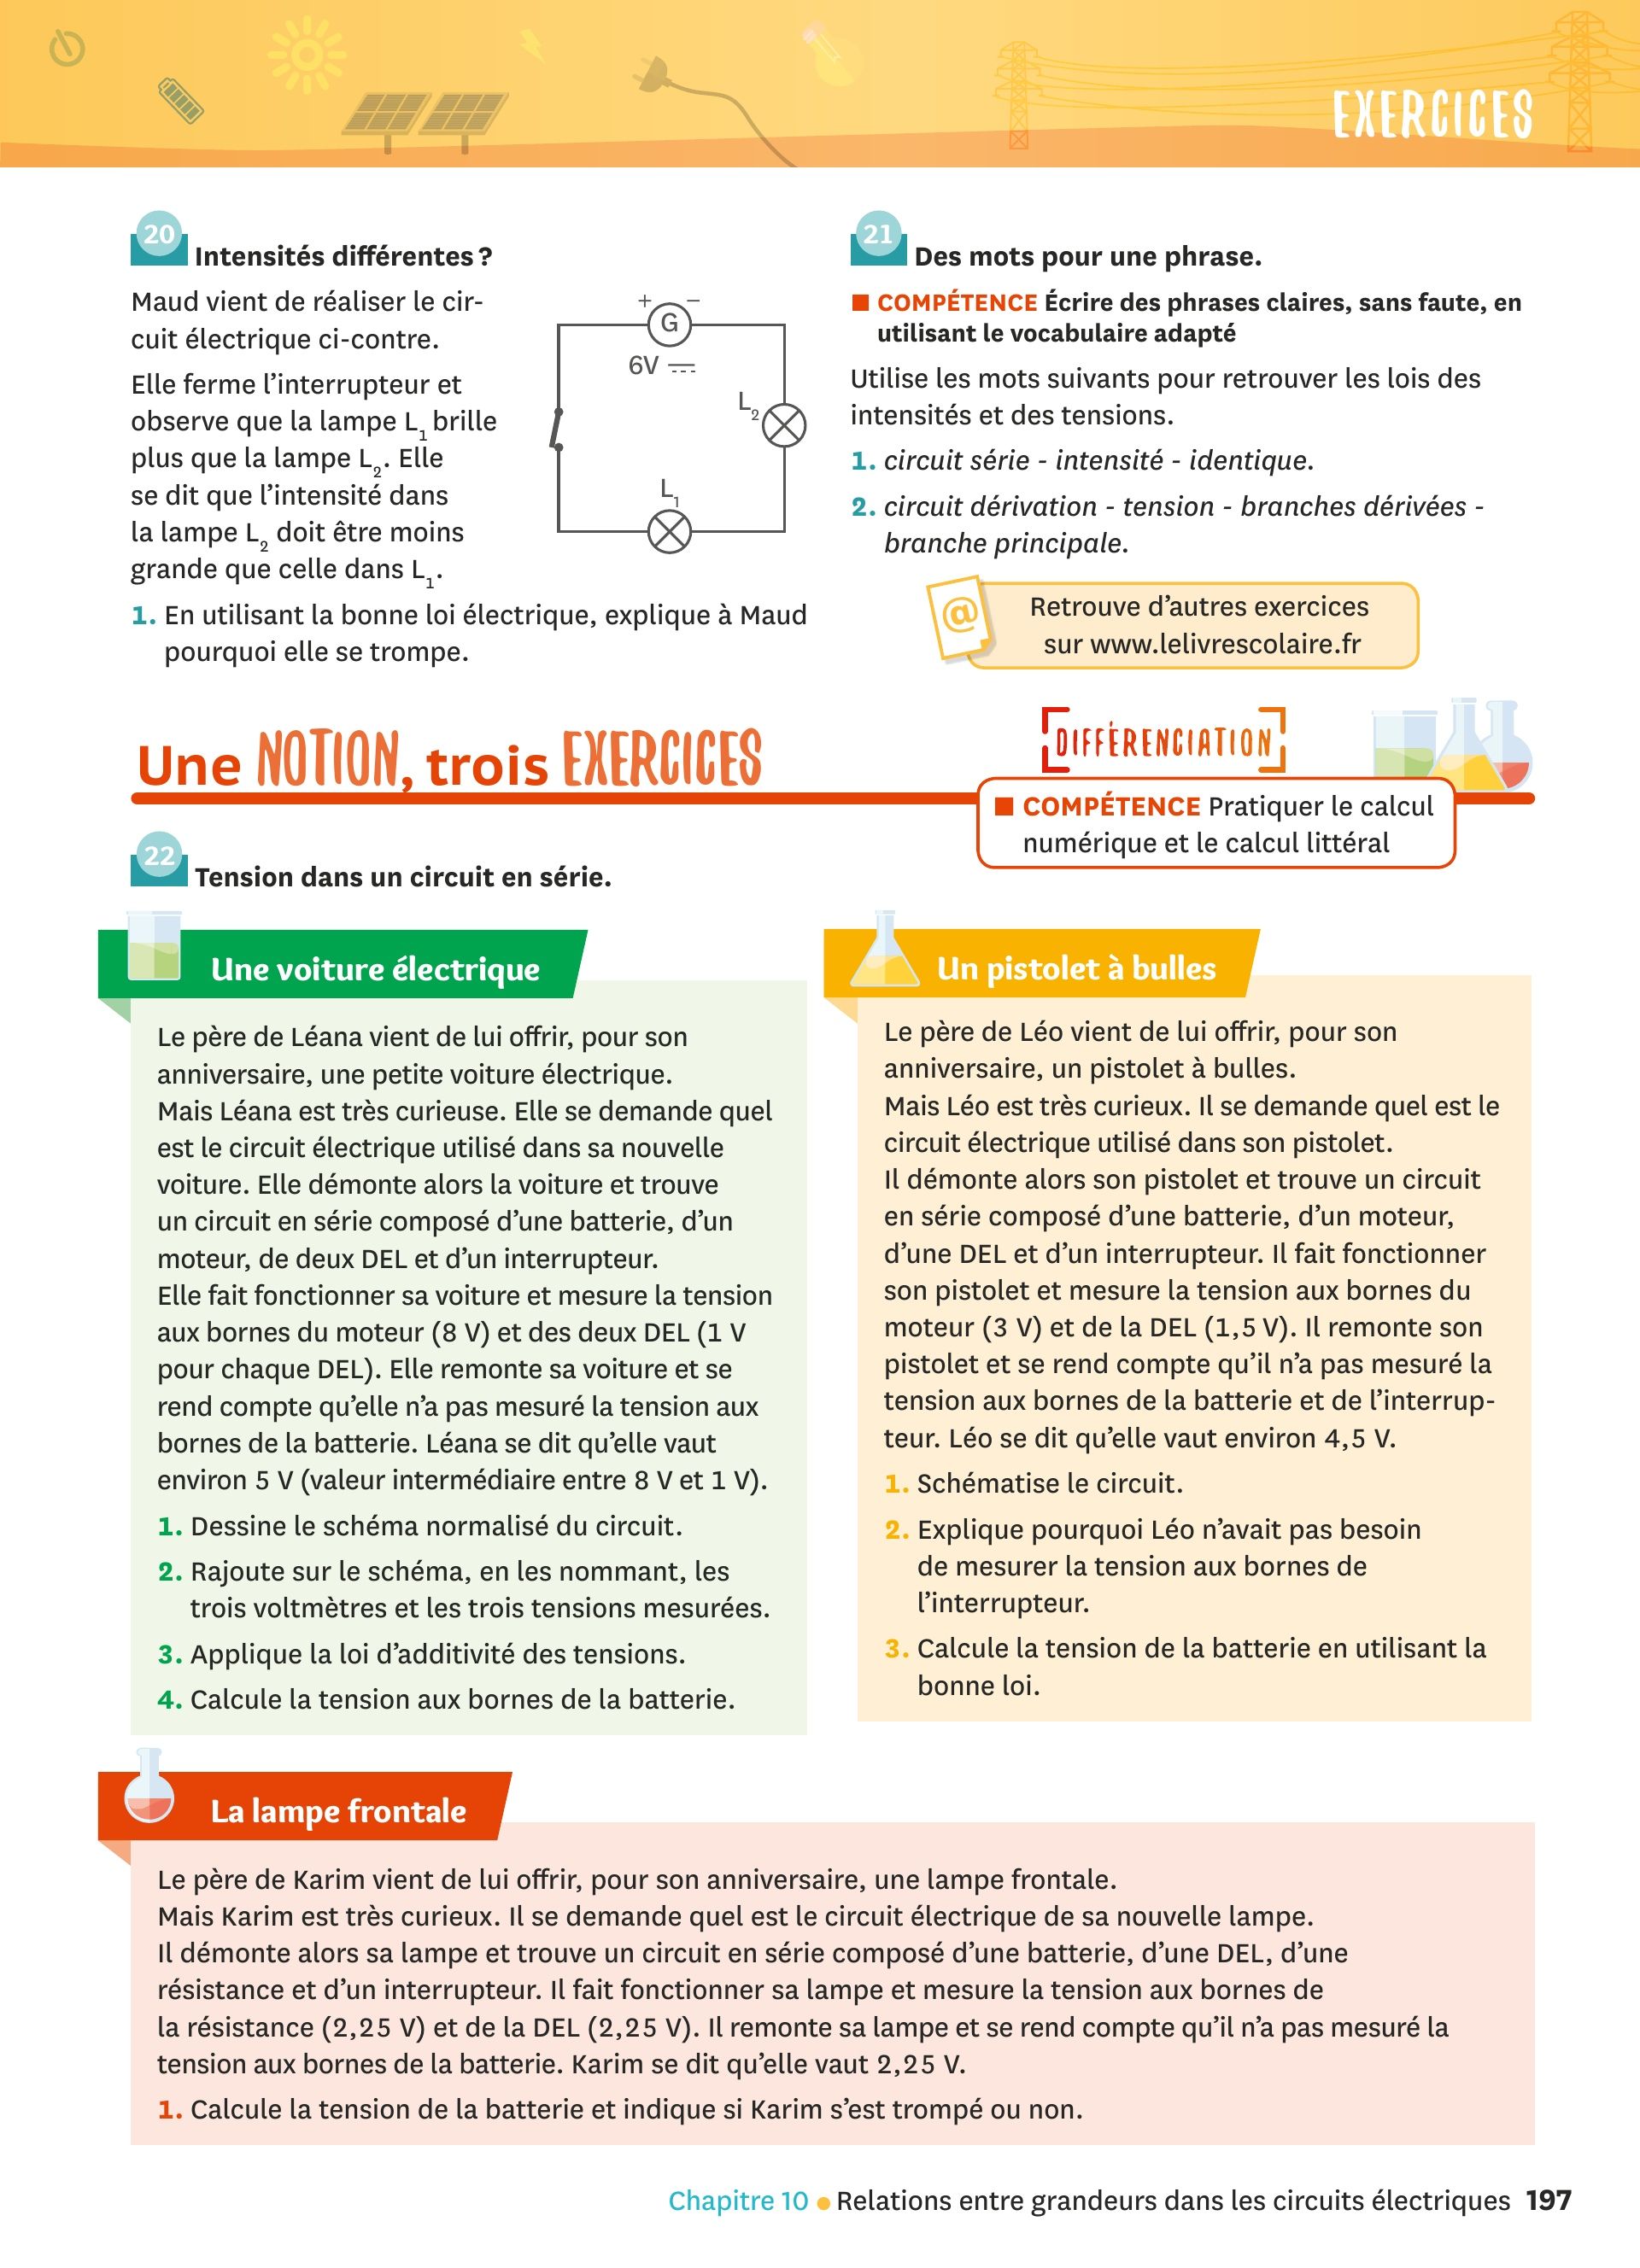 EXERCICES
20
Intensités différentes ?
Maud vient de réaliser le cir-
cuit électrique ci-contre.
Elle ferme l’interrupteur et
observe que la lampe L₁ brille
plus que la lampe L₂. Elle
se dit que l’intensité dans
la lampe L₂ doit être moins
grande que celle dans L₁.
+ −
G
6V
L₂
L₁
1. En utilisant la bonne loi électrique, explique à Maud
pourquoi elle se trompe.
21
Des mots pour une phrase.
COMPÉTENCE Écrire des phrases claires, sans faute, en
utilisant le vocabulaire adapté
Utilise les mots suivants pour retrouver les lois des
intensités et des tensions.
1. circuit série - intensité - identique.
2. circuit dérivation - tension - branches dérivées -
branche principale.
@
Retrouve d’autres exercices
sur www.lelivrescolaire.fr
Une NOTION, trois EXERCICES
DIFFÉRENCIATION
COMPÉTENCE Pratiquer le calcul
numérique et le calcul littéral
22
Tension dans un circuit en série.
Une voiture électrique
Le père de Léana vient de lui offrir, pour son
anniversaire, une petite voiture électrique.
Mais Léana est très curieuse. Elle se demande quel
est le circuit électrique utilisé dans sa nouvelle
voiture. Elle démonte alors la voiture et trouve
un circuit en série composé d’une batterie, d’un
moteur, de deux DEL et d’un interrupteur.
Elle fait fonctionner sa voiture et mesure la tension
aux bornes du moteur (8 V) et des deux DEL (1 V
pour chaque DEL). Elle remonte sa voiture et se
rend compte qu’elle n’a pas mesuré la tension aux
bornes de la batterie. Léana se dit qu’elle vaut
environ 5 V (valeur intermédiaire entre 8 V et 1 V).
1. Dessine le schéma normalisé du circuit.
2. Rajoute sur le schéma, en les nommant, les
trois voltmètres et les trois tensions mesurées.
3. Applique la loi d’additivité des tensions.
4. Calcule la tension aux bornes de la batterie.
Un pistolet à bulles
Le père de Léo vient de lui offrir, pour son
anniversaire, un pistolet à bulles.
Mais Léo est très curieux. Il se demande quel est le
circuit électrique utilisé dans son pistolet.
Il démonte alors son pistolet et trouve un circuit
en série composé d’une batterie, d’un moteur,
d’une DEL et d’un interrupteur. Il fait fonctionner
son pistolet et mesure la tension aux bornes du
moteur (3 V) et de la DEL (1,5 V). Il remonte son
pistolet et se rend compte qu’il n’a pas mesuré la
tension aux bornes de la batterie et de l’interrup-
teur. Léo se dit qu’elle vaut environ 4,5 V.
1. Schématise le circuit.
2. Explique pourquoi Léo n’avait pas besoin
de mesurer la tension aux bornes de
l’interrupteur.
3. Calcule la tension de la batterie en utilisant la
bonne loi.
La lampe frontale
Le père de Karim vient de lui offrir, pour son anniversaire, une lampe frontale.
Mais Karim est très curieux. Il se demande quel est le circuit électrique de sa nouvelle lampe.
Il démonte alors sa lampe et trouve un circuit en série composé d’une batterie, d’une DEL, d’une
résistance et d’un interrupteur. Il fait fonctionner sa lampe et mesure la tension aux bornes de
la résistance (2,25 V) et de la DEL (2,25 V). Il remonte sa lampe et se rend compte qu’il n’a pas mesuré la
tension aux bornes de la batterie. Karim se dit qu’elle vaut 2,25 V.
1. Calcule la tension de la batterie et indique si Karim s’est trompé ou non.
Chapitre 10 • Relations entre grandeurs dans les circuits électriques 197